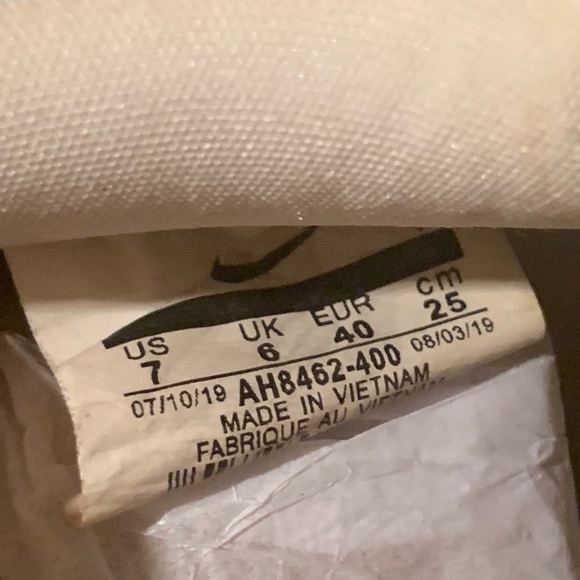 US UK EUR cm
7 6 40 25
07/10/19 AH8462-400 08/03/19
MADE IN VIETNAM
FABRIQUE AU VIETNAM